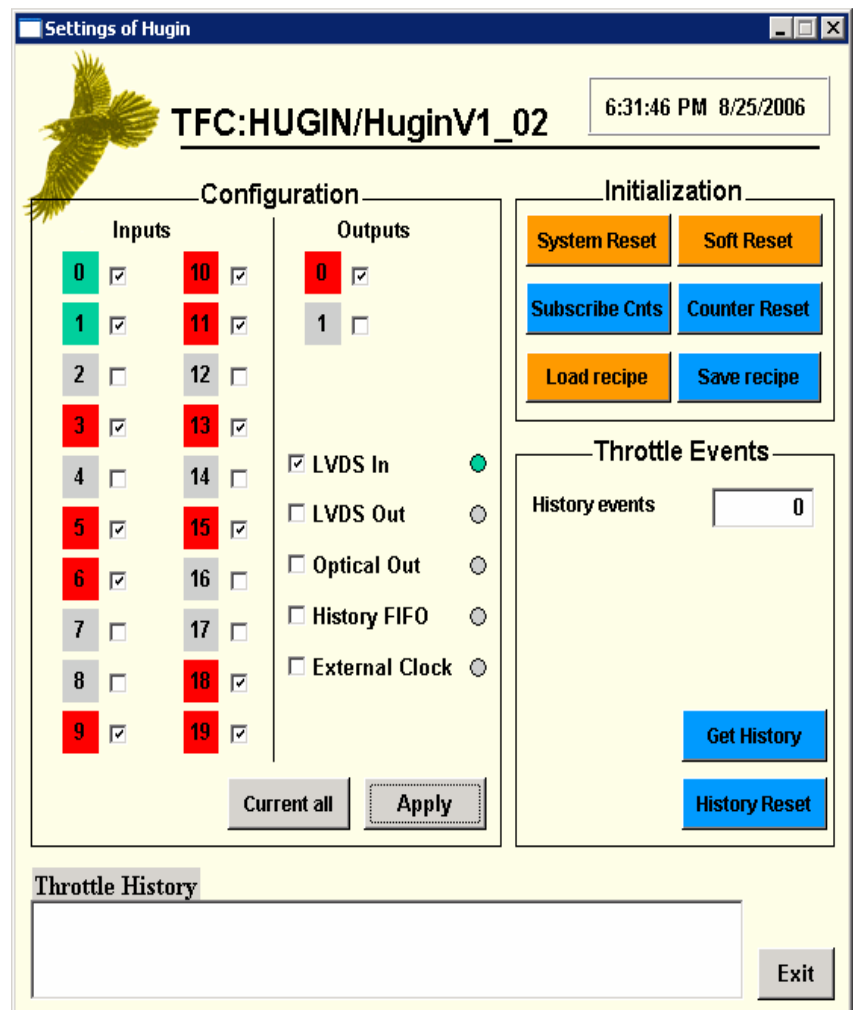 Settings of Hugin
TFC:HUGIN/HuginV1_02
6:31:46 PM 8/25/2006
Configuration
Inputs
0
1
2
3
4
5
6
7
8
9
10
11
12
13
14
15
16
17
18
19
Outputs
0
1
LVDS In
LVDS Out
Optical Out
History FIFO
External Clock
Current all
Apply
Initialization
System Reset
Soft Reset
Subscribe Cnts
Counter Reset
Load recipe
Save recipe
Throttle Events
History events
0
Get History
History Reset
Throttle History
Exit